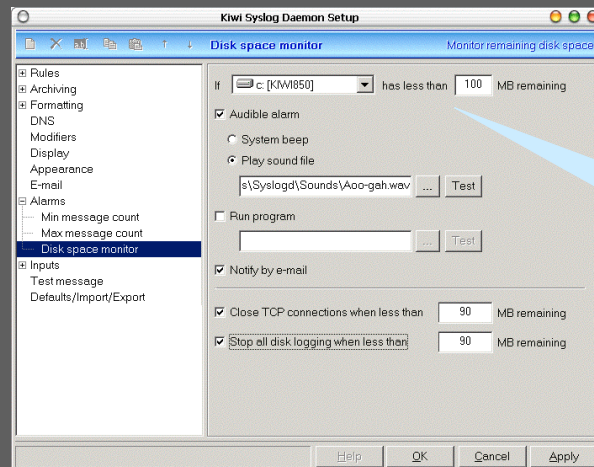 Kiwi Syslog Daemon Setup
Disk space monitor
Monitor remaining disk space
Rules
Archiving
Formatting
DNS
Modifiers
Display
Appearance
E-mail
Alarms
Min message count
Max message count
Disk space monitor
Inputs
Test message
Defaults/Import/Export
If c: [KIWI850] has less than 100 MB remaining
Audible alarm
System beep
Play sound file
s\Syslogd\Sounds\Aoo-gah.wav ... Test
Run program
... Test
Notify by e-mail
Close TCP connections when less than 90 MB remaining
Stop all disk logging when less than 90 MB remaining
Help OK Cancel Apply